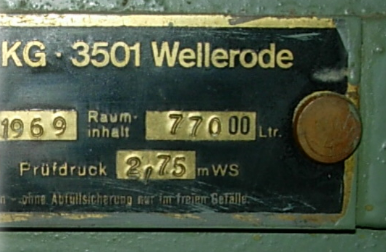 KG · 3501 Wellerode
1969 Raum-inhalt 77000 Ltr.
Prüfdruck 2,75 mWS
n – ohne Abfüllsicherung nur im freien Gefälle